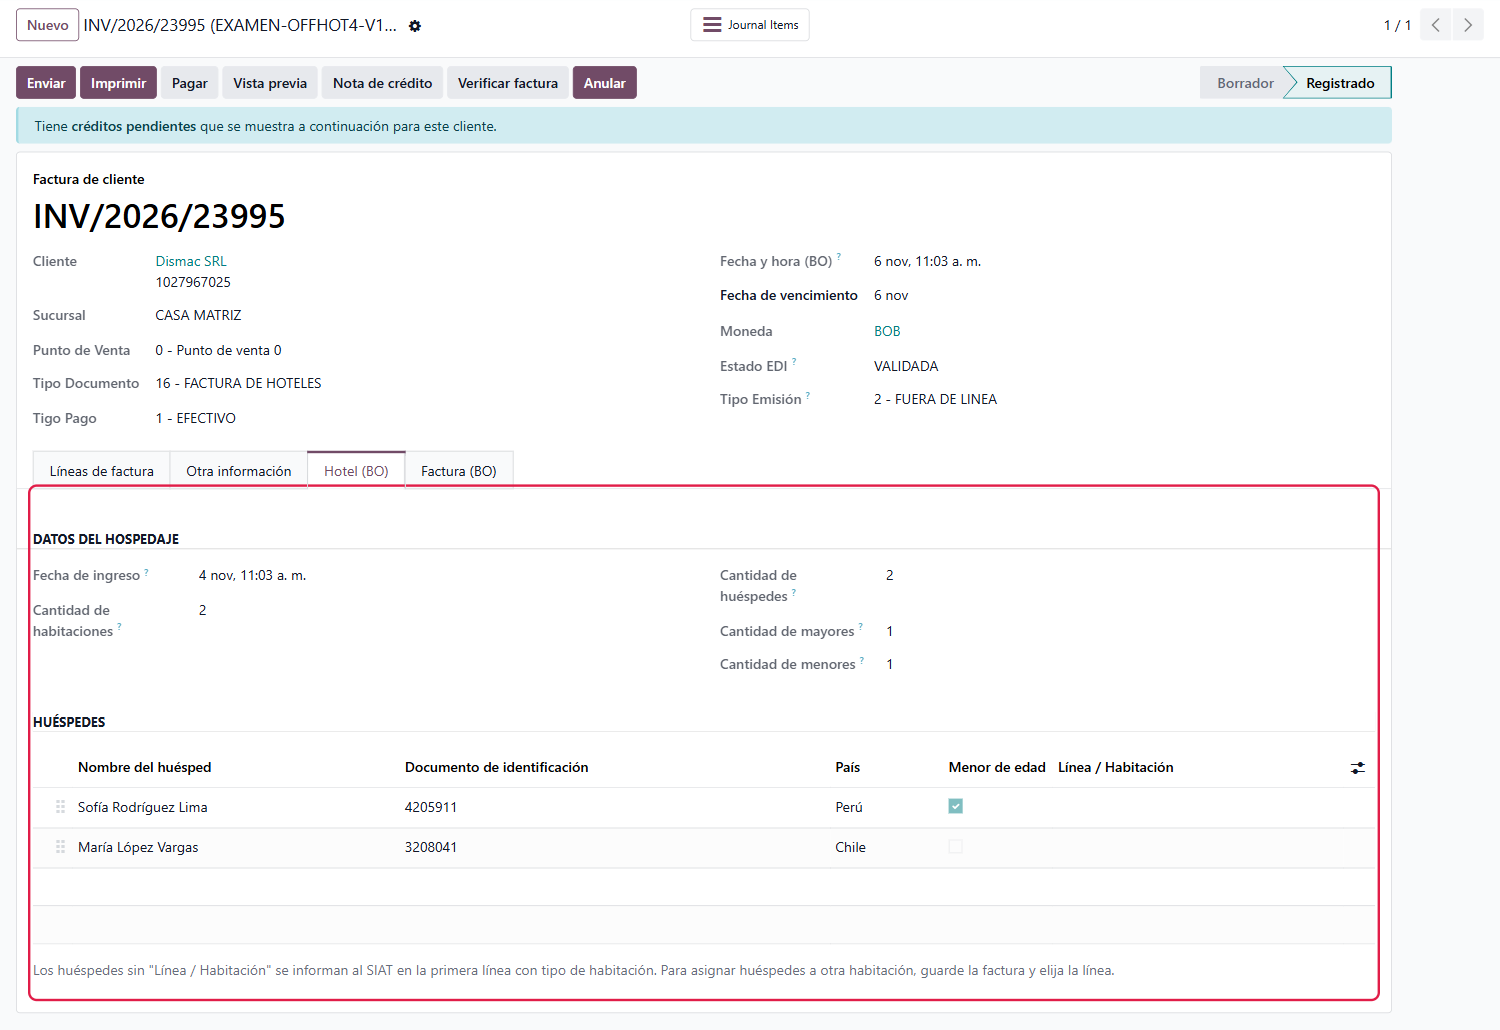 Nuevo INV/2026/23995 (EXAMEN-OFFHOT4-V1... Journal Items 1 / 1
Enviar Imprimir Pagar Vista previa Nota de crédito Verificar factura Anular Borrador Registrado
Tiene créditos pendientes que se muestra a continuación para este cliente.
Factura de cliente
INV/2026/23995
Cliente Dismac SRL Fecha y hora (BO) ? 6 nov, 11:03 a. m.
1027967025
Fecha de vencimiento 6 nov
Sucursal CASA MATRIZ
Moneda BOB
Punto de Venta 0 - Punto de venta 0
Estado EDI ? VALIDADA
Tipo Documento 16 - FACTURA DE HOTELES
Tipo Emisión ? 2 - FUERA DE LINEA
Tigo Pago 1 - EFECTIVO
Líneas de factura Otra información Hotel (BO) Factura (BO)
DATOS DEL HOSPEDAJE
Fecha de ingreso ? 4 nov, 11:03 a. m. Cantidad de 2
huéspedes ?
Cantidad de 2
habitaciones ? Cantidad de mayores ? 1
Cantidad de menores ? 1
HUÉSPEDES
Nombre del huésped Documento de identificación País Menor de edad Línea / Habitación
Sofía Rodríguez Lima 4205911 Perú
María López Vargas 3208041 Chile
Los huéspedes sin "Línea / Habitación" se informan al SIAT en la primera línea con tipo de habitación. Para asignar huéspedes a otra habitación, guarde la factura y elija la línea.